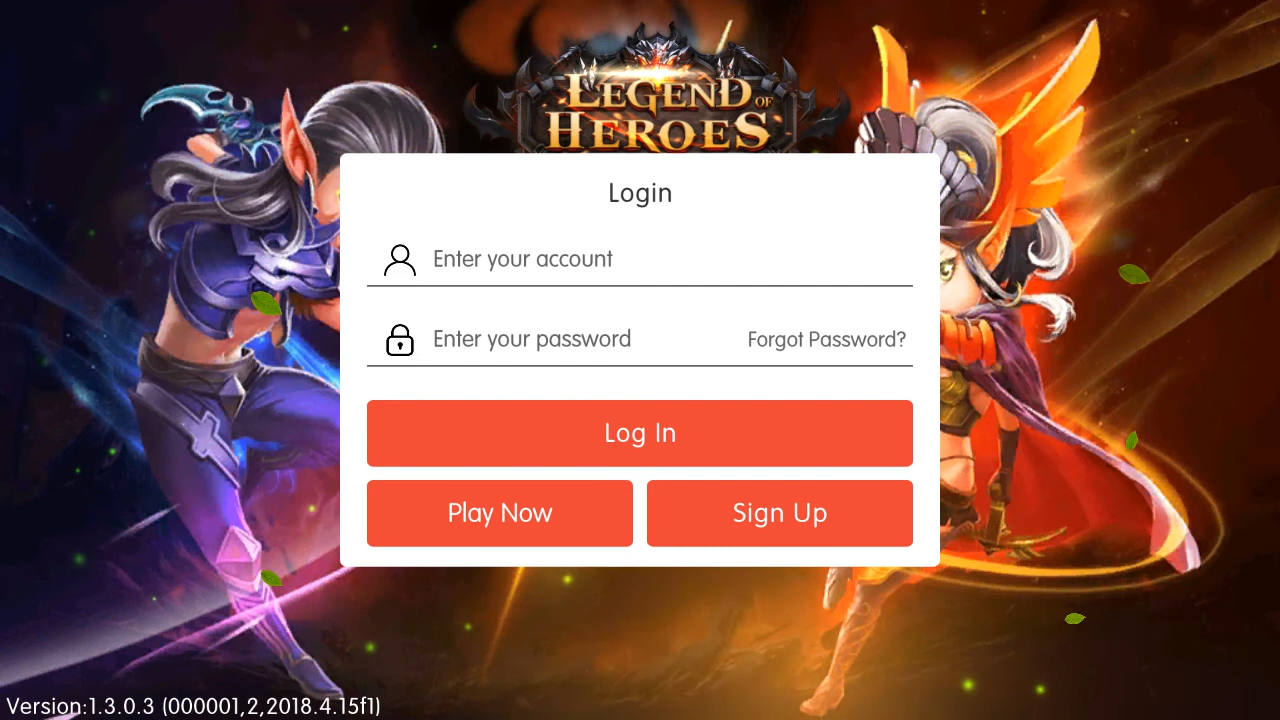 LEGEND OF
HEROES
Login
Enter your account
Enter your password
Forgot Password?
Log In
Play Now
Sign Up
Version:1.3.0.3 (000001,2,2018.4.15f1)